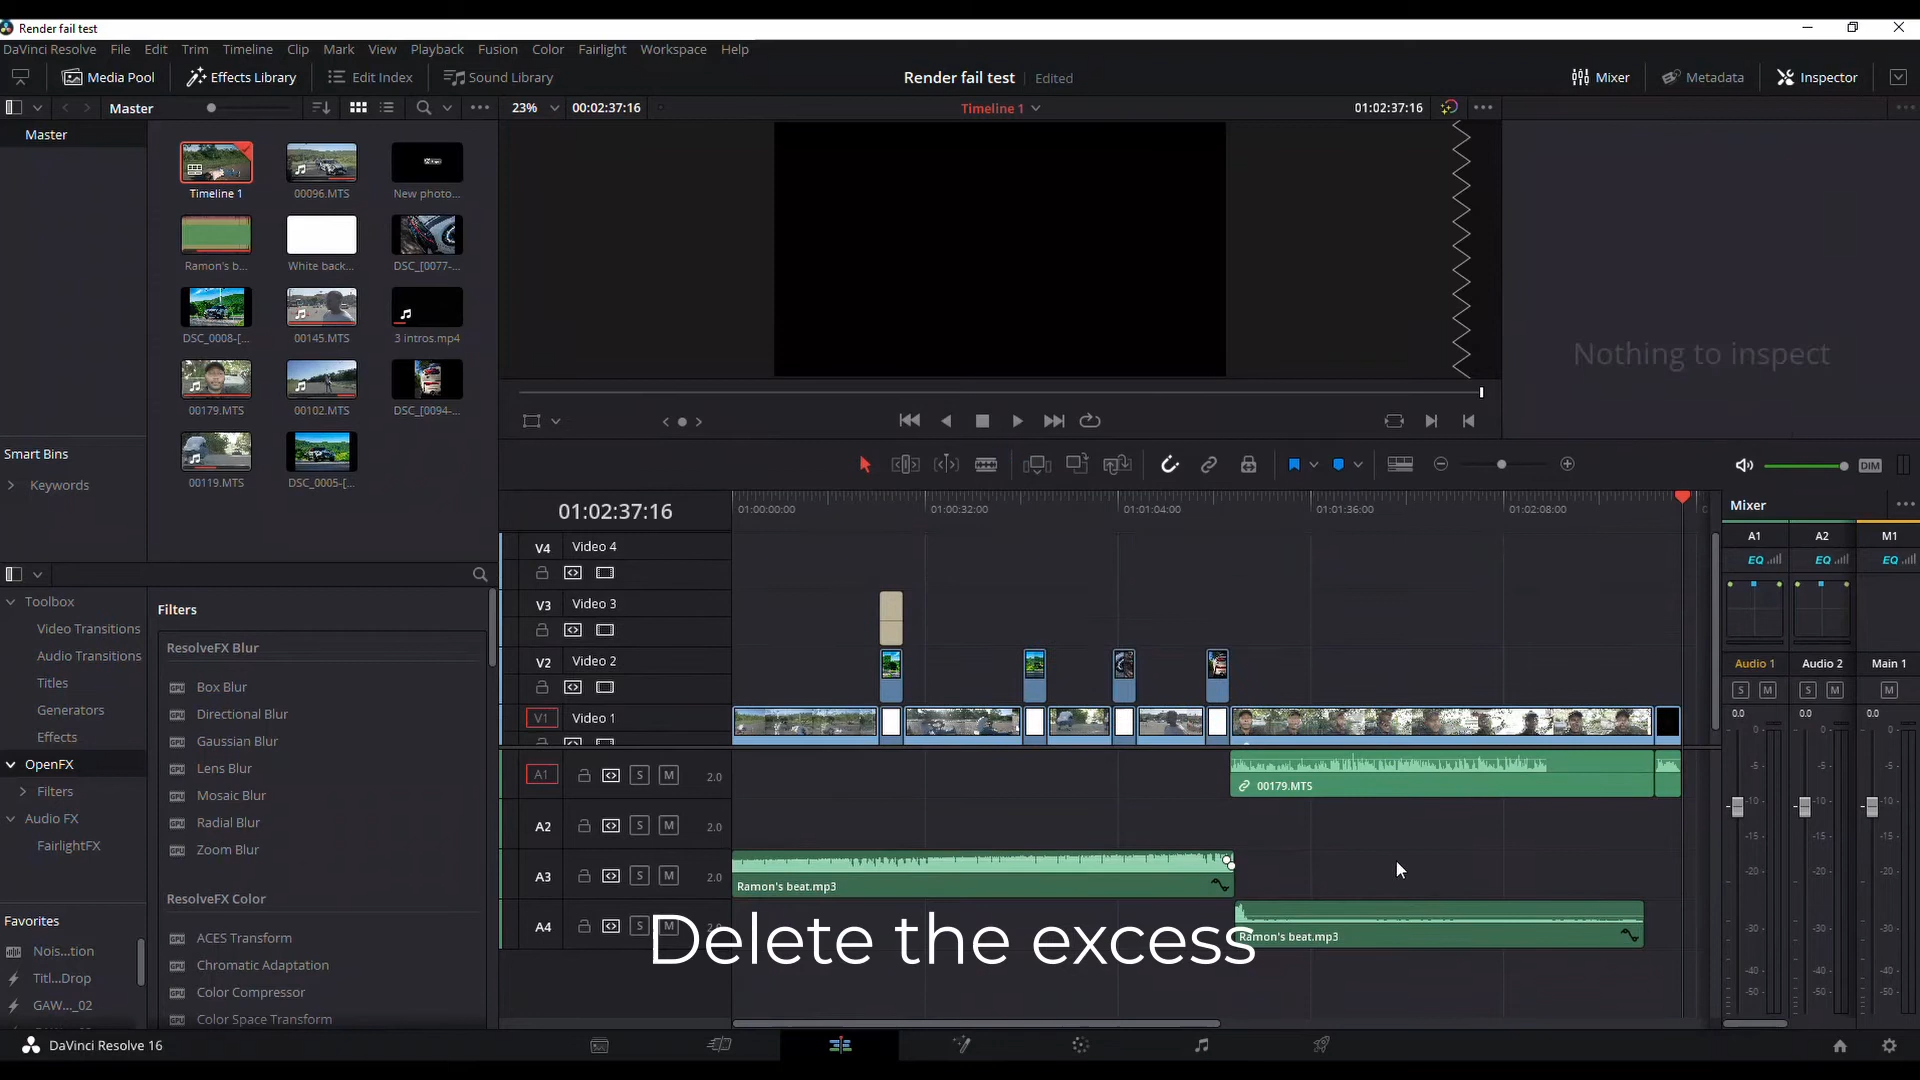 Render fail test
DaVinci Resolve File Edit Trim Timeline Clip Mark View Playback Fusion Color Fairlight Workspace Help
Media Pool Effects Library Edit Index Sound Library Render fail test Edited Mixer Metadata Inspector
Master 23% 00:02:37:16 Timeline 1 01:02:37:16
Master
Timeline 1 00096.MTS New photo...
Ramon's b... White back... DSC_[0077-...
DSC_0008-[... 00145.MTS 3 intros.mp4
00179.MTS 00102.MTS DSC_[0094-...
00119.MTS DSC_0005-[...
Nothing to inspect
Smart Bins
Keywords
DIM
01:02:37:16
01:00:00:00 01:00:32:00 01:01:04:00 01:01:36:00 01:02:08:00
Mixer
A1 A2 M1
EQ EQ EQ
V4 Video 4
V3 Video 3
V2 Video 2
V1 Video 1
A1 S M 2.0
00179.MTS
A2 S M 2.0
A3 S M 2.0
Ramon's beat.mp3
A4 S M
Ramon's beat.mp3
Audio 1 Audio 2 Main 1
S M S M M
0.0 0.0 0.0
0 0 0
-5 -5 -5
-10 -10 -10
-15 -15 -15
-40 -40 -40
-50 -50 -50
Toolbox
Video Transitions
Audio Transitions
Titles
Generators
Effects
OpenFX
Filters
Audio FX
FairlightFX
Filters
ResolveFX Blur
Box Blur
Directional Blur
Gaussian Blur
Lens Blur
Mosaic Blur
Radial Blur
Zoom Blur
ResolveFX Color
ACES Transform
Chromatic Adaptation
Color Compressor
Color Space Transform
Favorites
Nois...tion
Titl...Drop
GAW..._02
Delete the excess
DaVinci Resolve 16